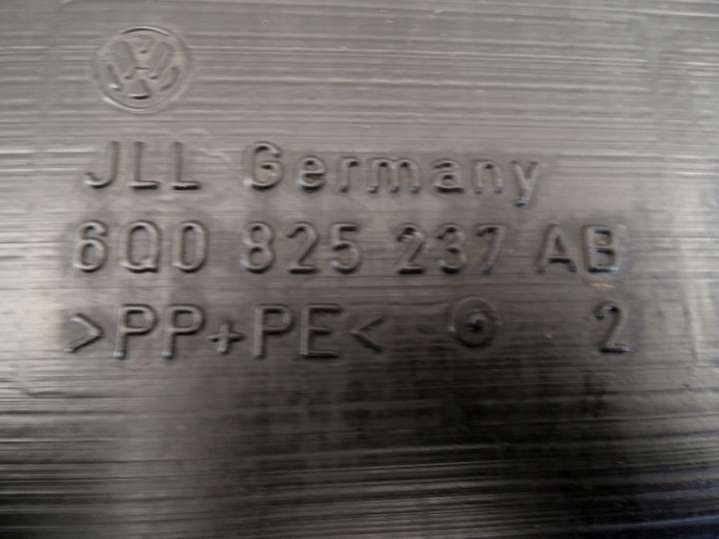 JLL Germany
6Q0 825 237 AB
>PP+PE< 2